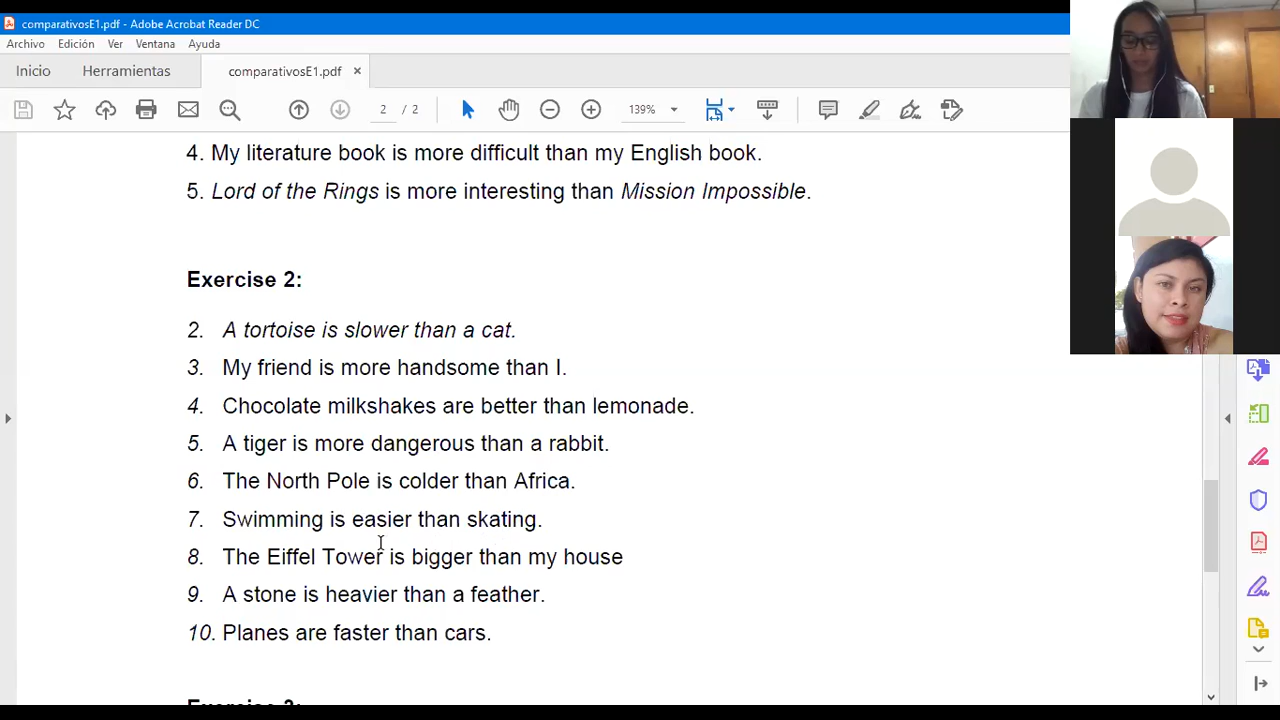 comparativosE1.pdf - Adobe Acrobat Reader DC
Archivo Edición Ver Ventana Ayuda
Inicio Herramientas comparativosE1.pdf ×
2 / 2 139%
4. My literature book is more difficult than my English book.
5. Lord of the Rings is more interesting than Mission Impossible.
Exercise 2:
2. A tortoise is slower than a cat.
3. My friend is more handsome than I.
4. Chocolate milkshakes are better than lemonade.
5. A tiger is more dangerous than a rabbit.
6. The North Pole is colder than Africa.
7. Swimming is easier than skating.
8. The Eiffel Tower is bigger than my house
9. A stone is heavier than a feather.
10. Planes are faster than cars.
Exercise 3: